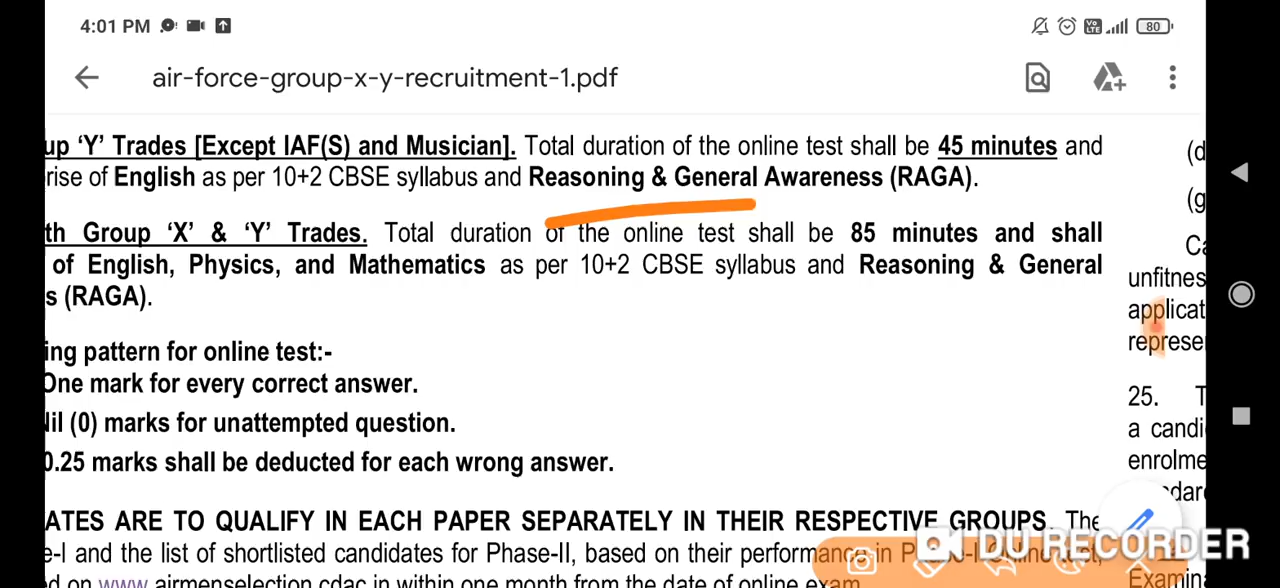 4:01 PM
VoLTE 80
air-force-group-x-y-recruitment-1.pdf
up ‘Y’ Trades [Except IAF(S) and Musician]. Total duration of the online test shall be 45 minutes and
rise of English as per 10+2 CBSE syllabus and Reasoning & General Awareness (RAGA).
th Group ‘X’ & ‘Y’ Trades. Total duration of the online test shall be 85 minutes and shall
of English, Physics, and Mathematics as per 10+2 CBSE syllabus and Reasoning & General
s (RAGA).
ing pattern for online test:-
One mark for every correct answer.
Nil (0) marks for unattempted question.
0.25 marks shall be deducted for each wrong answer.
ATES ARE TO QUALIFY IN EACH PAPER SEPARATELY IN THEIR RESPECTIVE GROUPS. The
e-I and the list of shortlisted candidates for Phase-II, based on their performance in
ed on www.airmenselection.cdac.in within one month from the date of online exam.
(d
(g
Ca
unfitnes
applicat
represe
25. T
a candi
enrolme
ndar
Examin
DU RECORDER